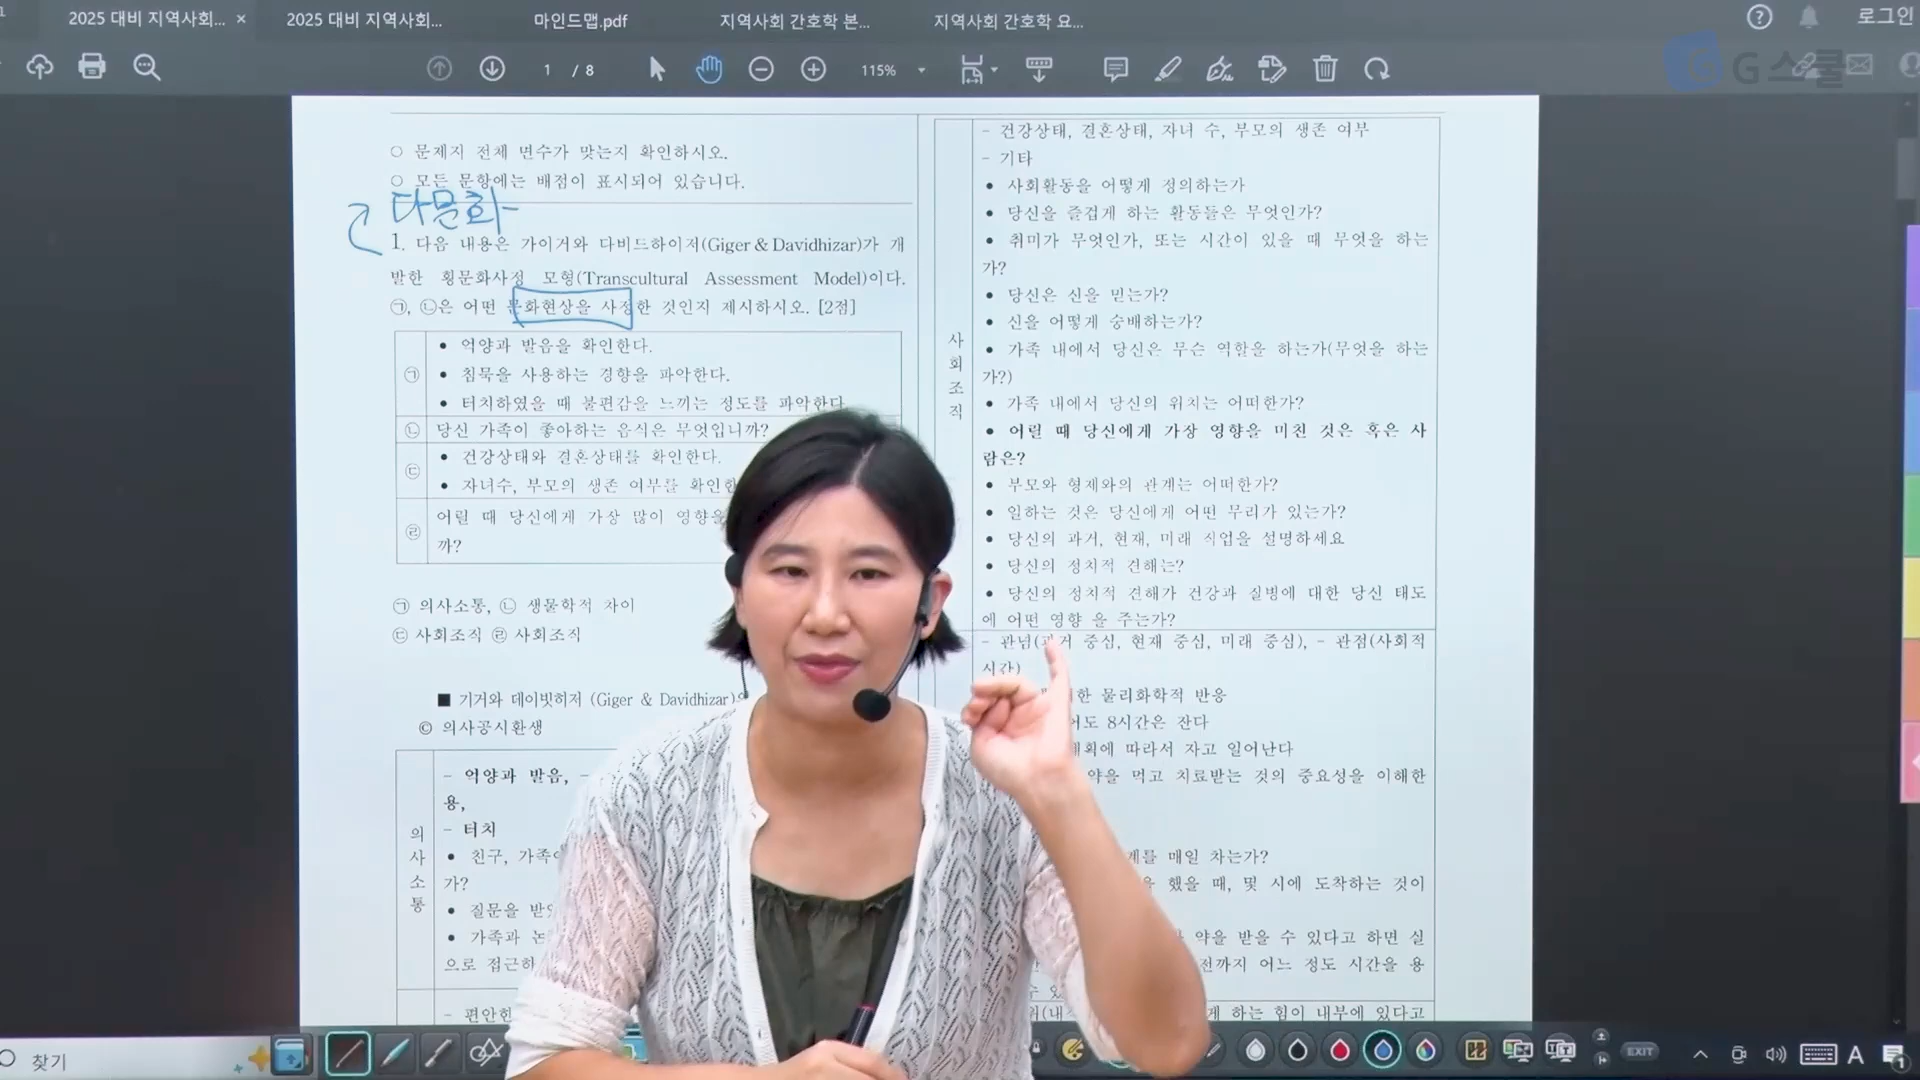 2025 대비 지역사회...
2025 대비 지역사회...
마인드맵.pdf
지역사회 간호학 본...
지역사회 간호학 요...
로그인
1 / 8
115%
G스쿨
○ 문제지 전체 면수가 맞는지 확인하시오.
○ 모든 문항에는 배점이 표시되어 있습니다.
다문화
1. 다음 내용은 가이거와 다비드하이저(Giger & Davidhizar)가 개
발한 횡문화사정 모형(Transcultural Assessment Model)이다.
㉠, ㉡은 어떤 문화현상을 사정한 것인지 제시하시오. [2점]
㉠
• 억양과 발음을 확인한다.
• 침묵을 사용하는 경향을 파악한다.
• 터치하였을 때 불편감을 느끼는 정도를 파악한다.
㉡ 당신 가족이 좋아하는 음식은 무엇입니까?
㉢
• 건강상태와 결혼상태를 확인한다.
• 자녀수, 부모의 생존 여부를 확인한
㉣
어릴 때 당신에게 가장 많이 영향을
까?
㉠ 의사소통, ㉡ 생물학적 차이
㉢ 사회조직 ㉣ 사회조직
■ 기거와 데이빗히저 (Giger & Davidhizar)의
© 의사공시환생
의사소통
- 억양과 발음, -
용,
- 터치
• 친구, 가족
가?
• 질문을 받
• 가족과 논
으로 접근하
- 편안한
사회조직
- 건강상태, 결혼상태, 자녀 수, 부모의 생존 여부
- 기타
• 사회활동을 어떻게 정의하는가
• 당신을 즐겁게 하는 활동들은 무엇인가?
• 취미가 무엇인가, 또는 시간이 있을 때 무엇을 하는
가?
• 당신은 신을 믿는가?
• 신을 어떻게 숭배하는가?
• 가족 내에서 당신은 무슨 역할을 하는가(무엇을 하는
가?)
• 가족 내에서 당신의 위치는 어떠한가?
• 어릴 때 당신에게 가장 영향을 미친 것은 혹은 사
람은?
• 부모와 형제와의 관계는 어떠한가?
• 일하는 것은 당신에게 어떤 무리가 있는가?
• 당신의 과거, 현재, 미래 직업을 설명하세요
• 당신의 정치적 견해는?
• 당신의 정치적 견해가 건강과 질병에 대한 당신 태도
에 어떤 영향 을 주는가?
- 관념(과거 중심, 현재 중심, 미래 중심), - 관점(사회적
시간)
한 물리화학적 반응
어도 8시간은 잔다
계획에 따라서 자고 일어난다
약을 먹고 치료받는 것의 중요성을 이해한
계를 매일 차는가?
을 했을 때, 몇 시에 도착하는 것이
약을 받을 수 있다고 하면 실
전까지 어느 정도 시간을 용
게 하는 힘이 내부에 있다고
찾기
EXIT
A
1